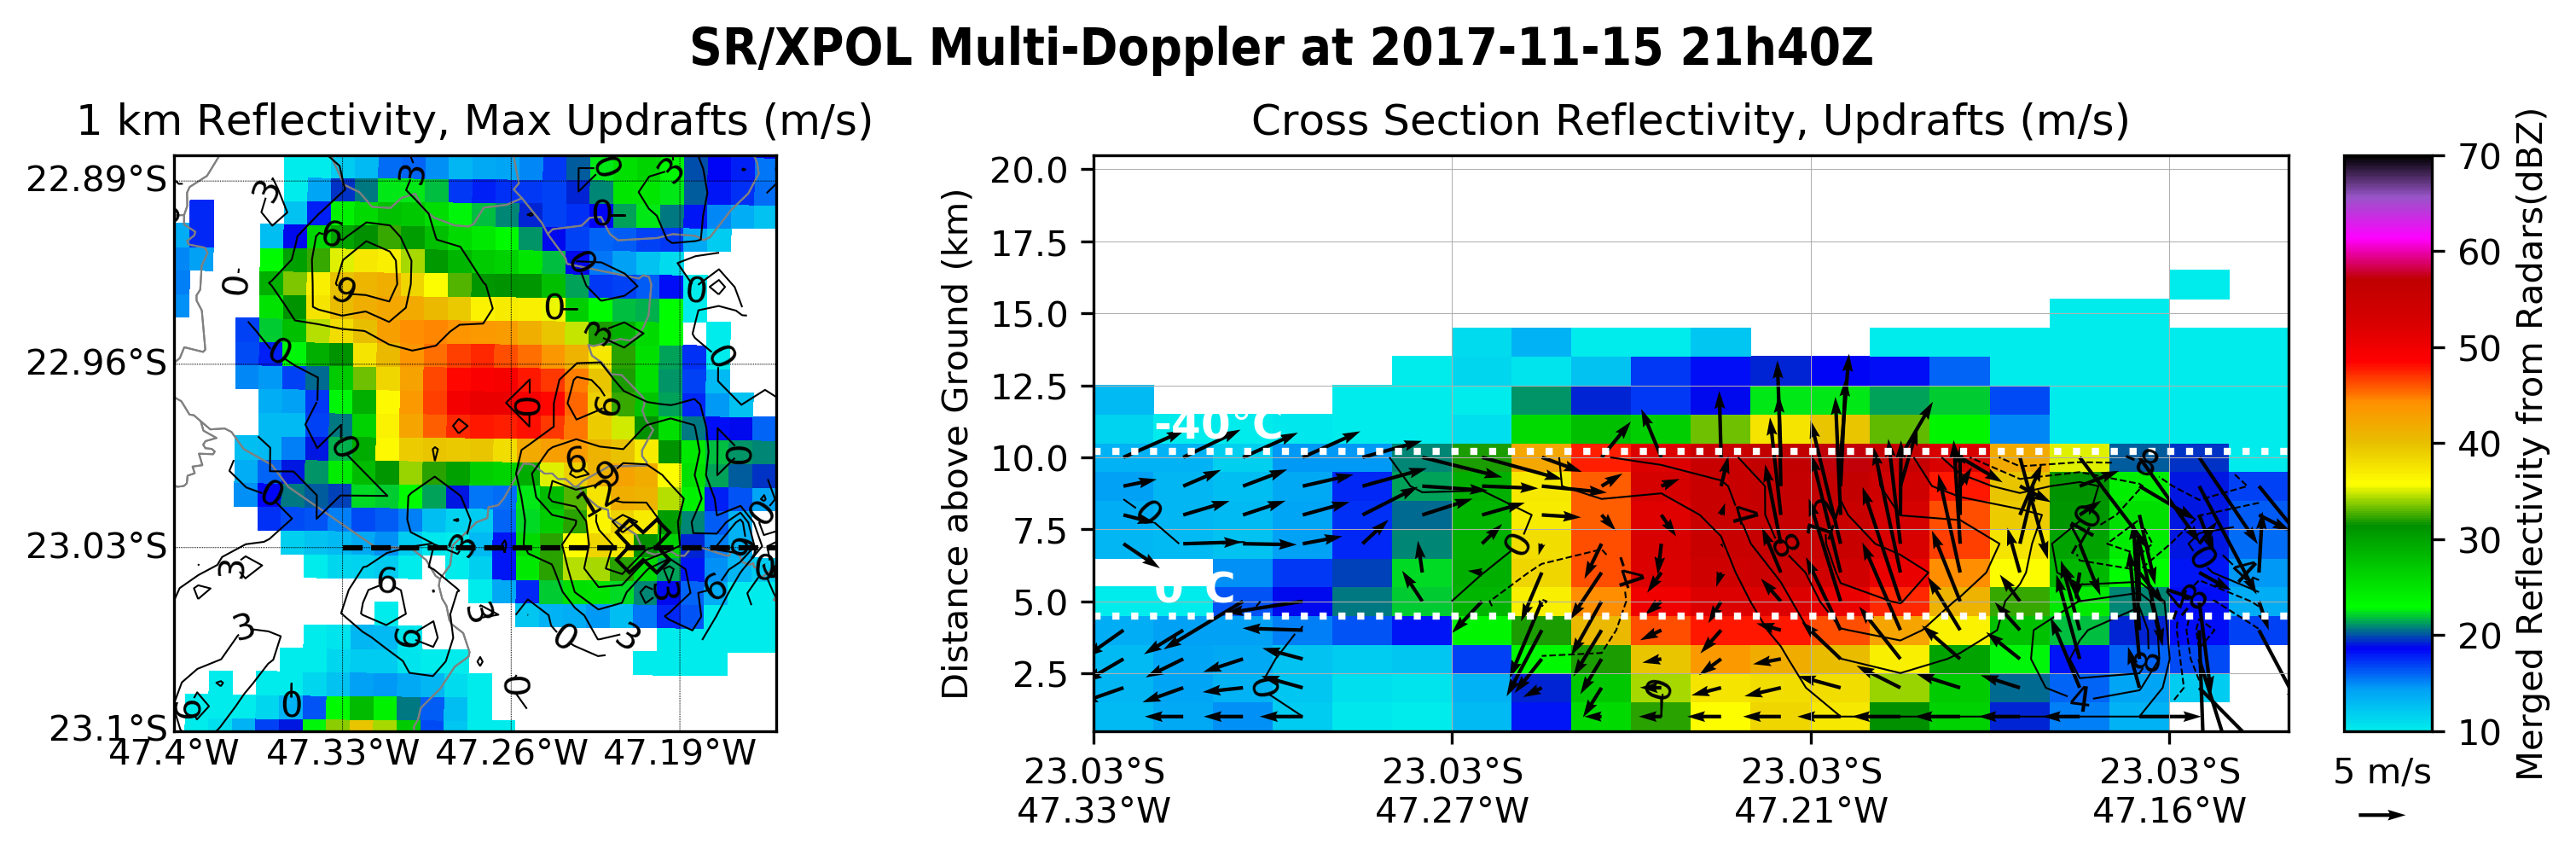 SR/XPOL Multi-Doppler at 2017-11-15 21h40Z
1 km Reflectivity, Max Updrafts (m/s)
22.89°S
22.96°S
23.03°S
23.1°S
47.4°W 47.33°W 47.26°W 47.19°W
Cross Section Reflectivity, Updrafts (m/s)
Distance above Ground (km)
20.0
17.5
15.0
12.5
10.0
7.5
5.0
2.5
-40°C
0°C
23.03°S 23.03°S 23.03°S 23.03°S
47.33°W 47.27°W 47.21°W 47.16°W
70
60
50
40
30
20
10
Merged Reflectivity from Radars(dBZ)
5 m/s